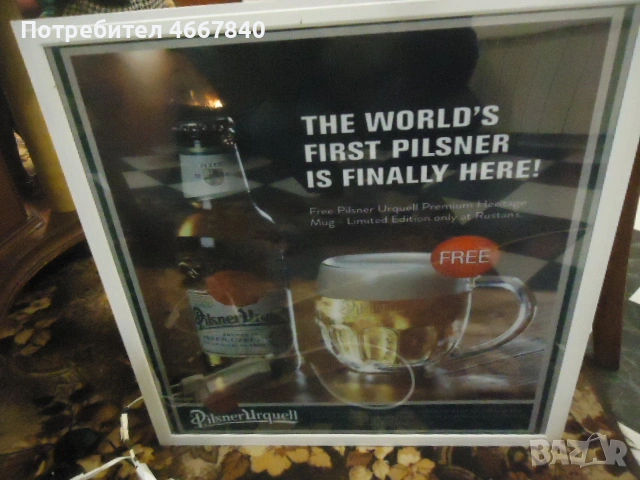 Потребител 4667840
THE WORLD'S
FIRST PILSNER
IS FINALLY HERE!
Free Pilsner Urquell Premium Heritage
Mug - Limited Edition only at Rustans.
FREE
Pilsner Urquell
Pilsner Urquell
BAZAR